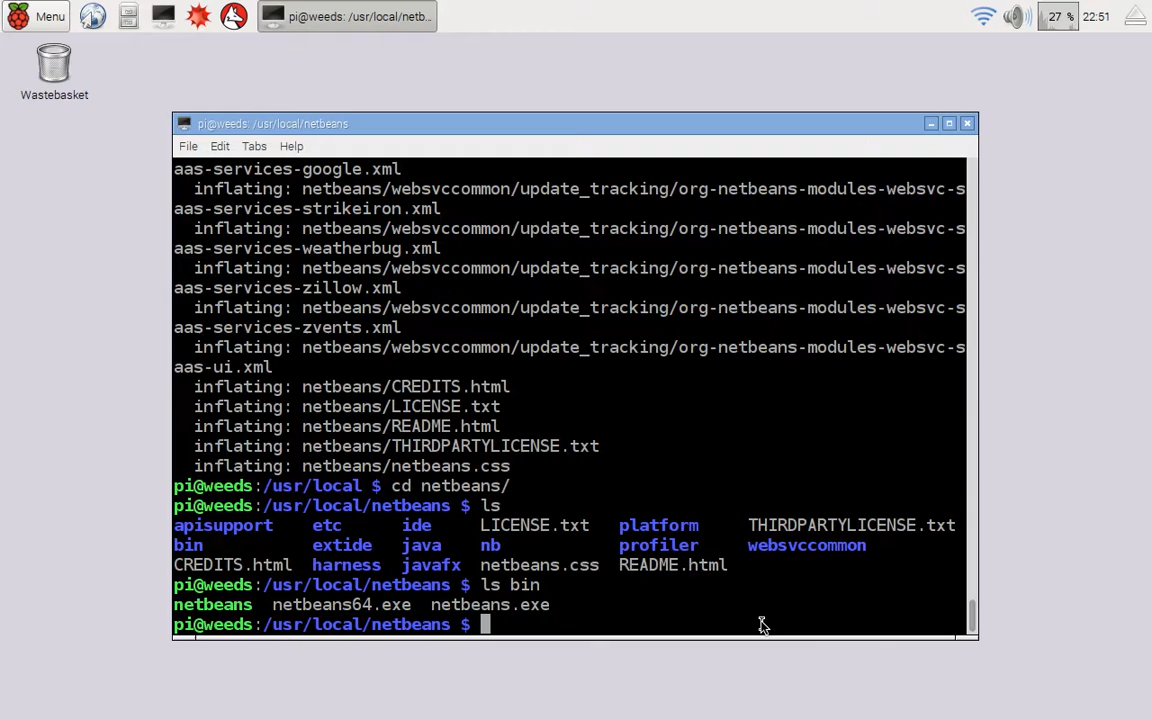 Menu
pi@weeds: /usr/local/netb...
27 %
22:51
Wastebasket
pi@weeds: /usr/local/netbeans
File Edit Tabs Help
aas-services-google.xml
inflating: netbeans/websvccommon/update_tracking/org-netbeans-modules-websvc-s
aas-services-strikeiron.xml
inflating: netbeans/websvccommon/update_tracking/org-netbeans-modules-websvc-s
aas-services-weatherbug.xml
inflating: netbeans/websvccommon/update_tracking/org-netbeans-modules-websvc-s
aas-services-zillow.xml
inflating: netbeans/websvccommon/update_tracking/org-netbeans-modules-websvc-s
aas-services-zvents.xml
inflating: netbeans/websvccommon/update_tracking/org-netbeans-modules-websvc-s
aas-ui.xml
inflating: netbeans/CREDITS.html
inflating: netbeans/LICENSE.txt
inflating: netbeans/README.html
inflating: netbeans/THIRDPARTYLICENSE.txt
inflating: netbeans/netbeans.css
pi@weeds:/usr/local $ cd netbeans/
pi@weeds:/usr/local/netbeans $ ls
apisupport etc ide LICENSE.txt platform THIRDPARTYLICENSE.txt
bin extide java nb profiler websvccommon
CREDITS.html harness javafx netbeans.css README.html
pi@weeds:/usr/local/netbeans $ ls bin
netbeans netbeans64.exe netbeans.exe
pi@weeds:/usr/local/netbeans $